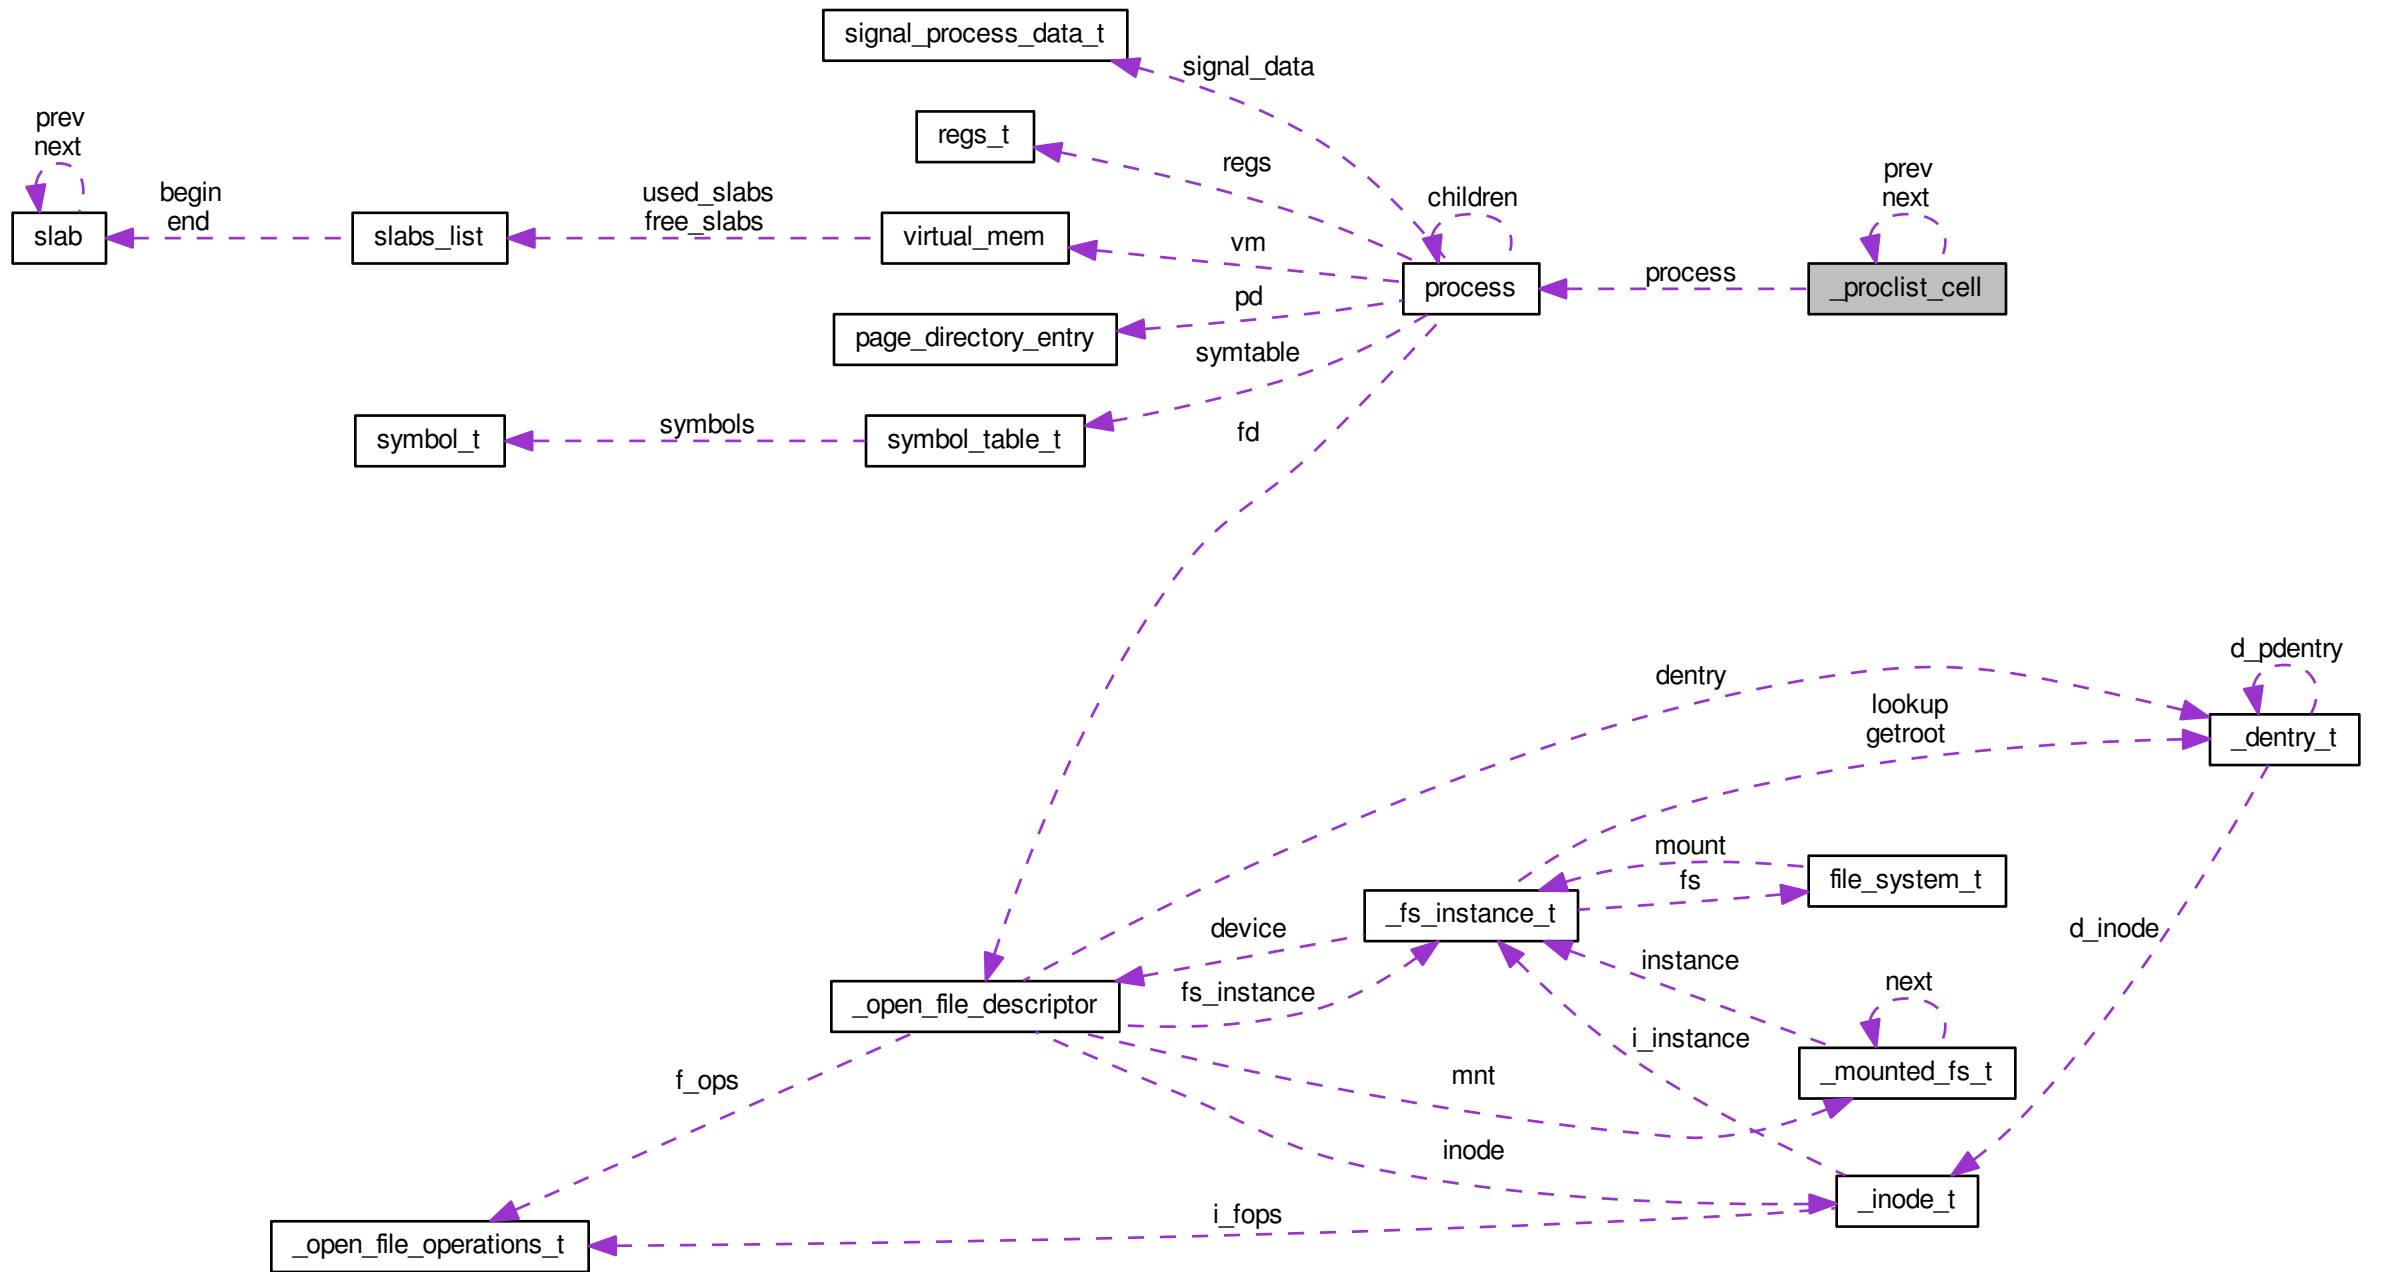 signal_process_data_t
signal_data
prev
next
regs_t
regs
prev
next
begin
end
used_slabs
free_slabs
children
slab
slabs_list
virtual_mem
vm
process
process
_proclist_cell
pd
page_directory_entry
symtable
symbol_t
symbols
symbol_table_t
fd
d_pdentry
dentry
lookup
getroot
_dentry_t
mount
fs
file_system_t
_fs_instance_t
device
d_inode
instance
next
_open_file_descriptor
fs_instance
i_instance
_mounted_fs_t
f_ops
mnt
inode
_inode_t
i_fops
_open_file_operations_t